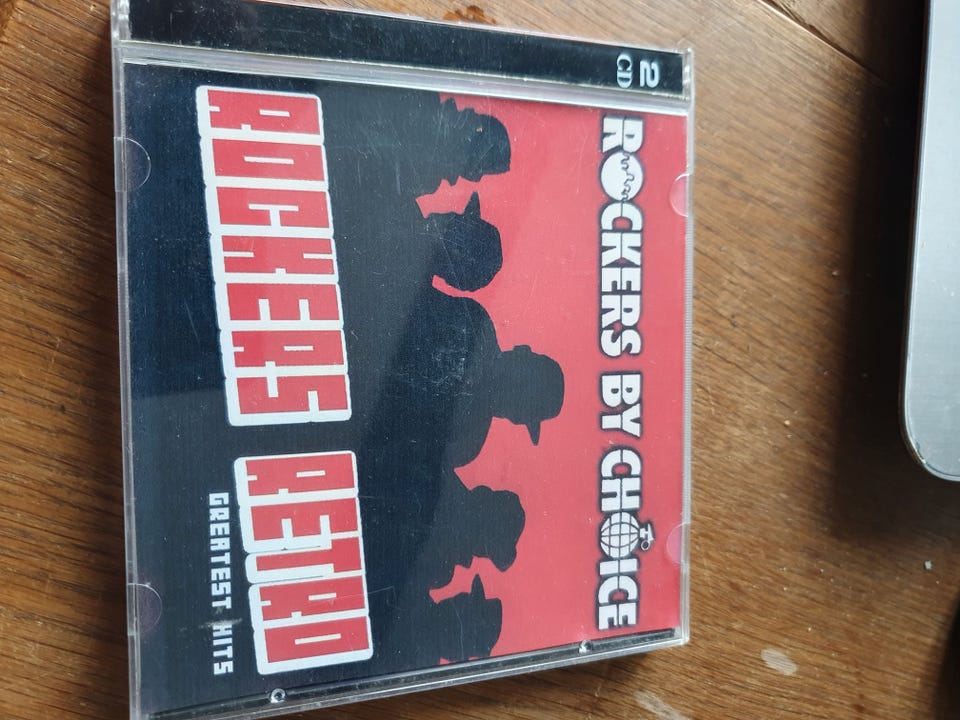 2
CD
ROCKERS BY CHOICE
ROCKERS RETRO
GREATEST HITS